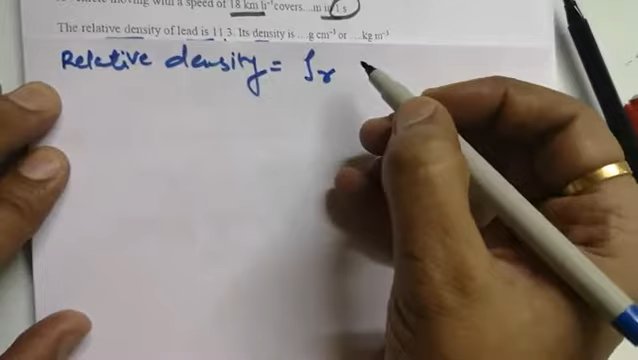 moving with a speed of 18 km h⁻¹ covers...m in 1 s
The relative density of lead is 11.3. Its density is ...g cm⁻³ or ...kg m⁻³
Relative density = ρr